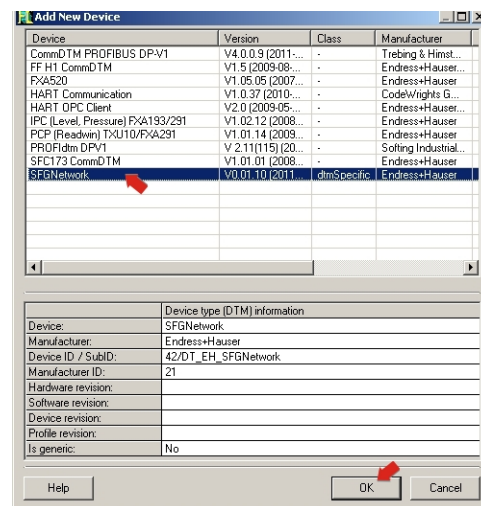 Add New Device
Device Version Class Manufacturer
CommDTM PROFIBUS DP-V1 V4.0.0.9 (2011-... - Trebing & Himst...
FF H1 CommDTM V1.5 (2009-08-... - Endress+Hauser...
FXA520 V1.05.05 (2007... - Endress+Hauser
HART Communication V1.0.37 (2010-... - CodeWrights G...
HART OPC Client V2.0 (2009-05-... - Endress+Hauser
IPC (Level, Pressure) FXA193/291 V1.02.12 (2008... - Endress+Hauser
PCP (Readwin) TXU10/FXA291 V1.01.14 (2009... - Endress+Hauser
PROFIdtm DPV1 V 2.11(115) (20... - Softing Industrial...
SFC173 CommDTM V1.01.01 (2008... - Endress+Hauser
SFGNetwork V0.01.10 (2011... dtmSpecific Endress+Hauser
Device type (DTM) information
Device: SFGNetwork
Manufacturer: Endress+Hauser
Device ID / SubID: 42/DT_EH_SFGNetwork
Manufacturer ID: 21
Hardware revision:
Software revision:
Device revision:
Profile revision:
Is generic: No
Help OK Cancel